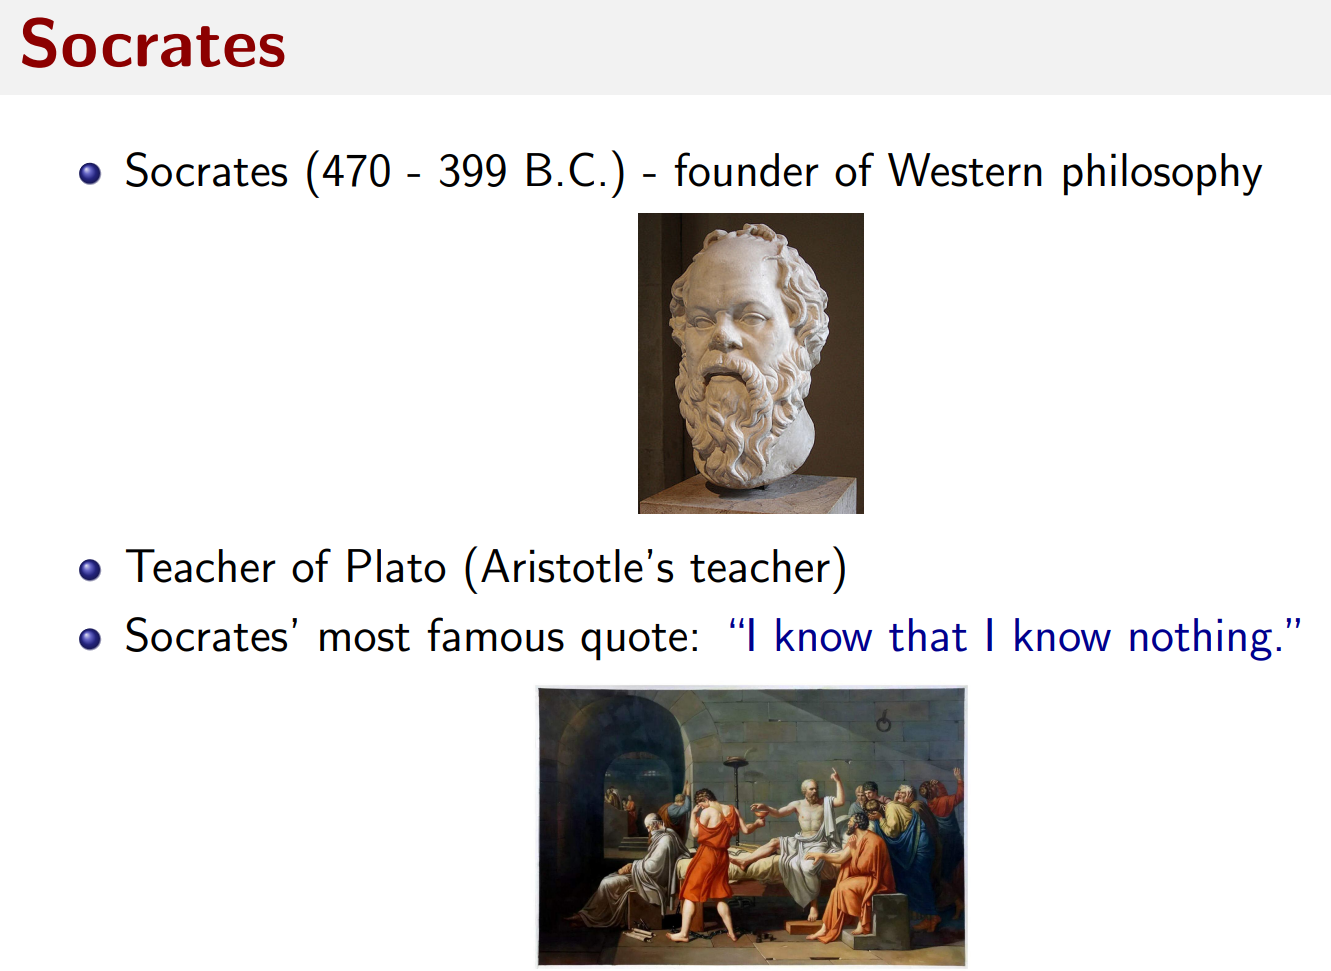 Socrates
Socrates (470 - 399 B.C.) - founder of Western philosophy
Teacher of Plato (Aristotle's teacher)
Socrates' most famous quote: “I know that I know nothing.”